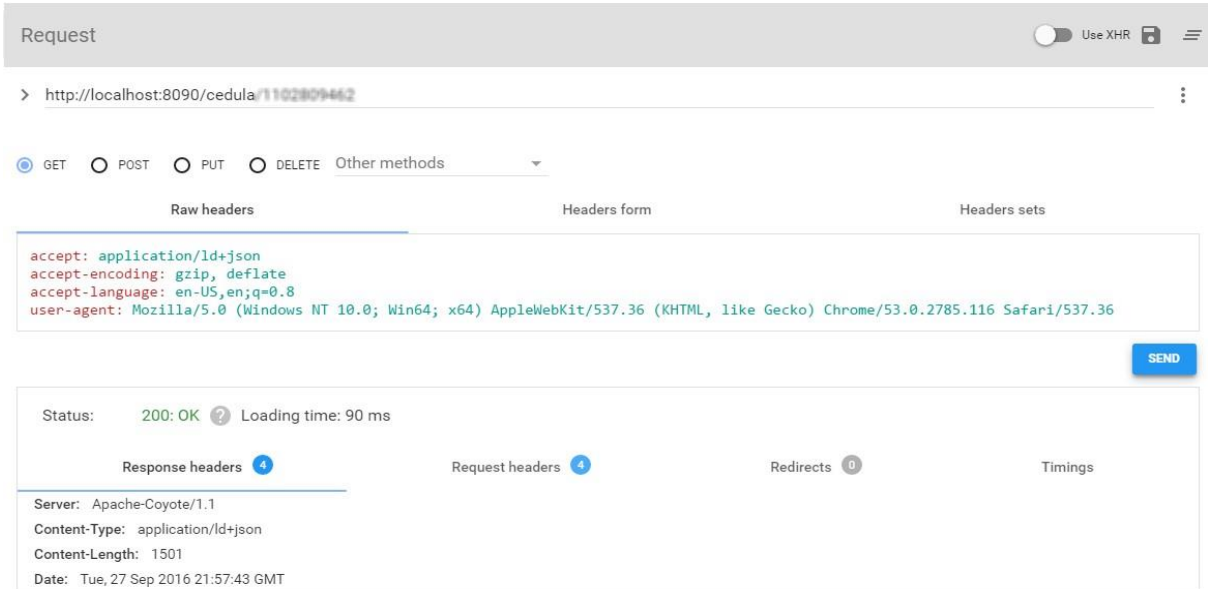 Request Use XHR
http://localhost:8090/cedula
GET POST PUT DELETE Other methods
Raw headers Headers form Headers sets
accept: application/ld+json
accept-encoding: gzip, deflate
accept-language: en-US,en;q=0.8
user-agent: Mozilla/5.0 (Windows NT 10.0; Win64; x64) AppleWebKit/537.36 (KHTML, like Gecko) Chrome/53.0.2785.116 Safari/537.36
SEND
Status: 200: OK ? Loading time: 90 ms
Response headers 4 Request headers 4 Redirects 0 Timings
Server: Apache-Coyote/1.1
Content-Type: application/ld+json
Content-Length: 1501
Date: Tue, 27 Sep 2016 21:57:43 GMT